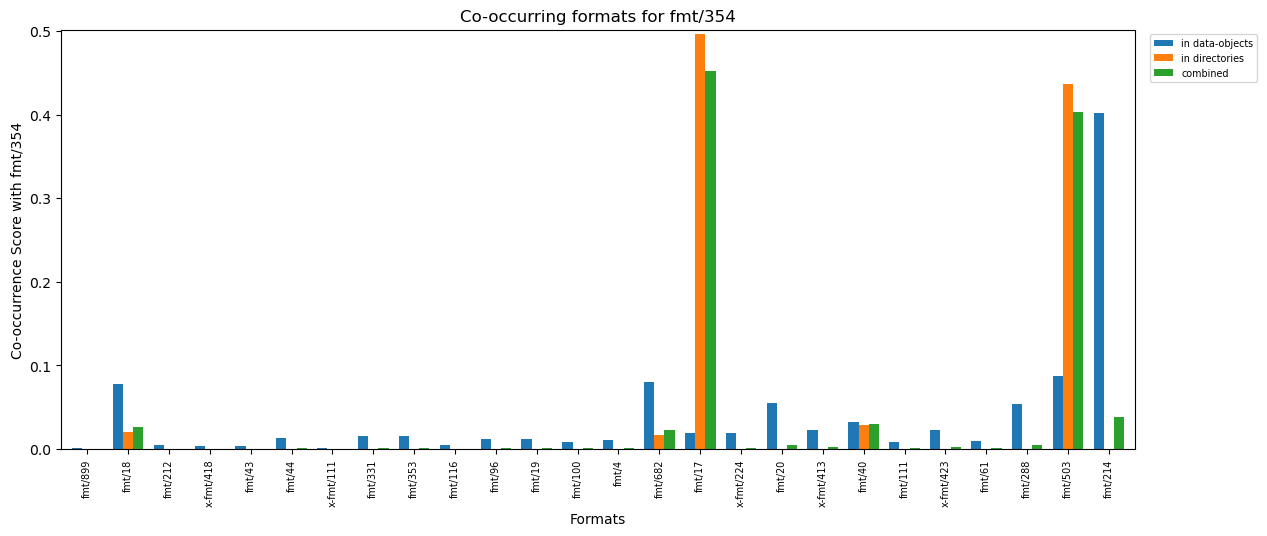 Co-occurring formats for fmt/354
in data-objects
in directories
combined
Co-occurrence Score with fmt/354
0.5
0.4
0.3
0.2
0.1
0.0
fmt/899
fmt/18
fmt/212
x-fmt/418
fmt/43
fmt/44
x-fmt/111
fmt/331
fmt/353
fmt/116
fmt/96
fmt/19
fmt/100
fmt/4
fmt/682
fmt/17
x-fmt/224
fmt/20
x-fmt/413
fmt/40
fmt/111
x-fmt/423
fmt/61
fmt/288
fmt/503
fmt/214
Formats